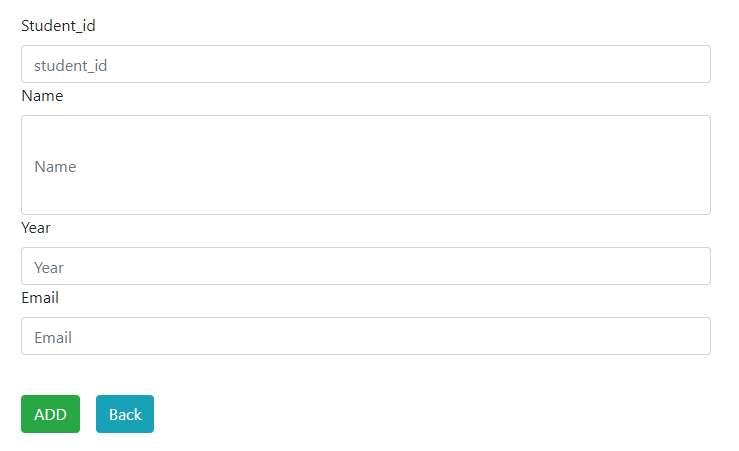 Student_id
student_id
Name
Name
Year
Year
Email
Email
ADD Back